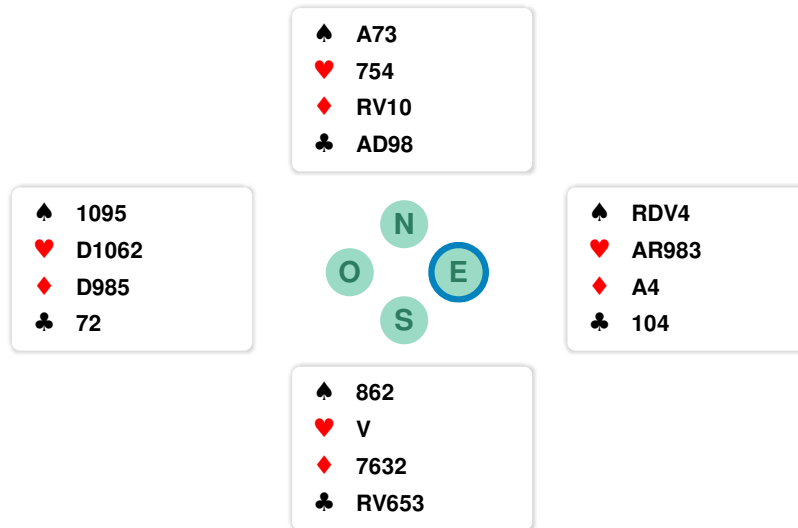 ♠ A73
♥ 754
♦ RV10
♣ AD98
♠ 1095
♥ D1062
♦ D985
♣ 72
N
O
E
S
♠ RDV4
♥ AR983
♦ A4
♣ 104
♠ 862
♥ V
♦ 7632
♣ RV653